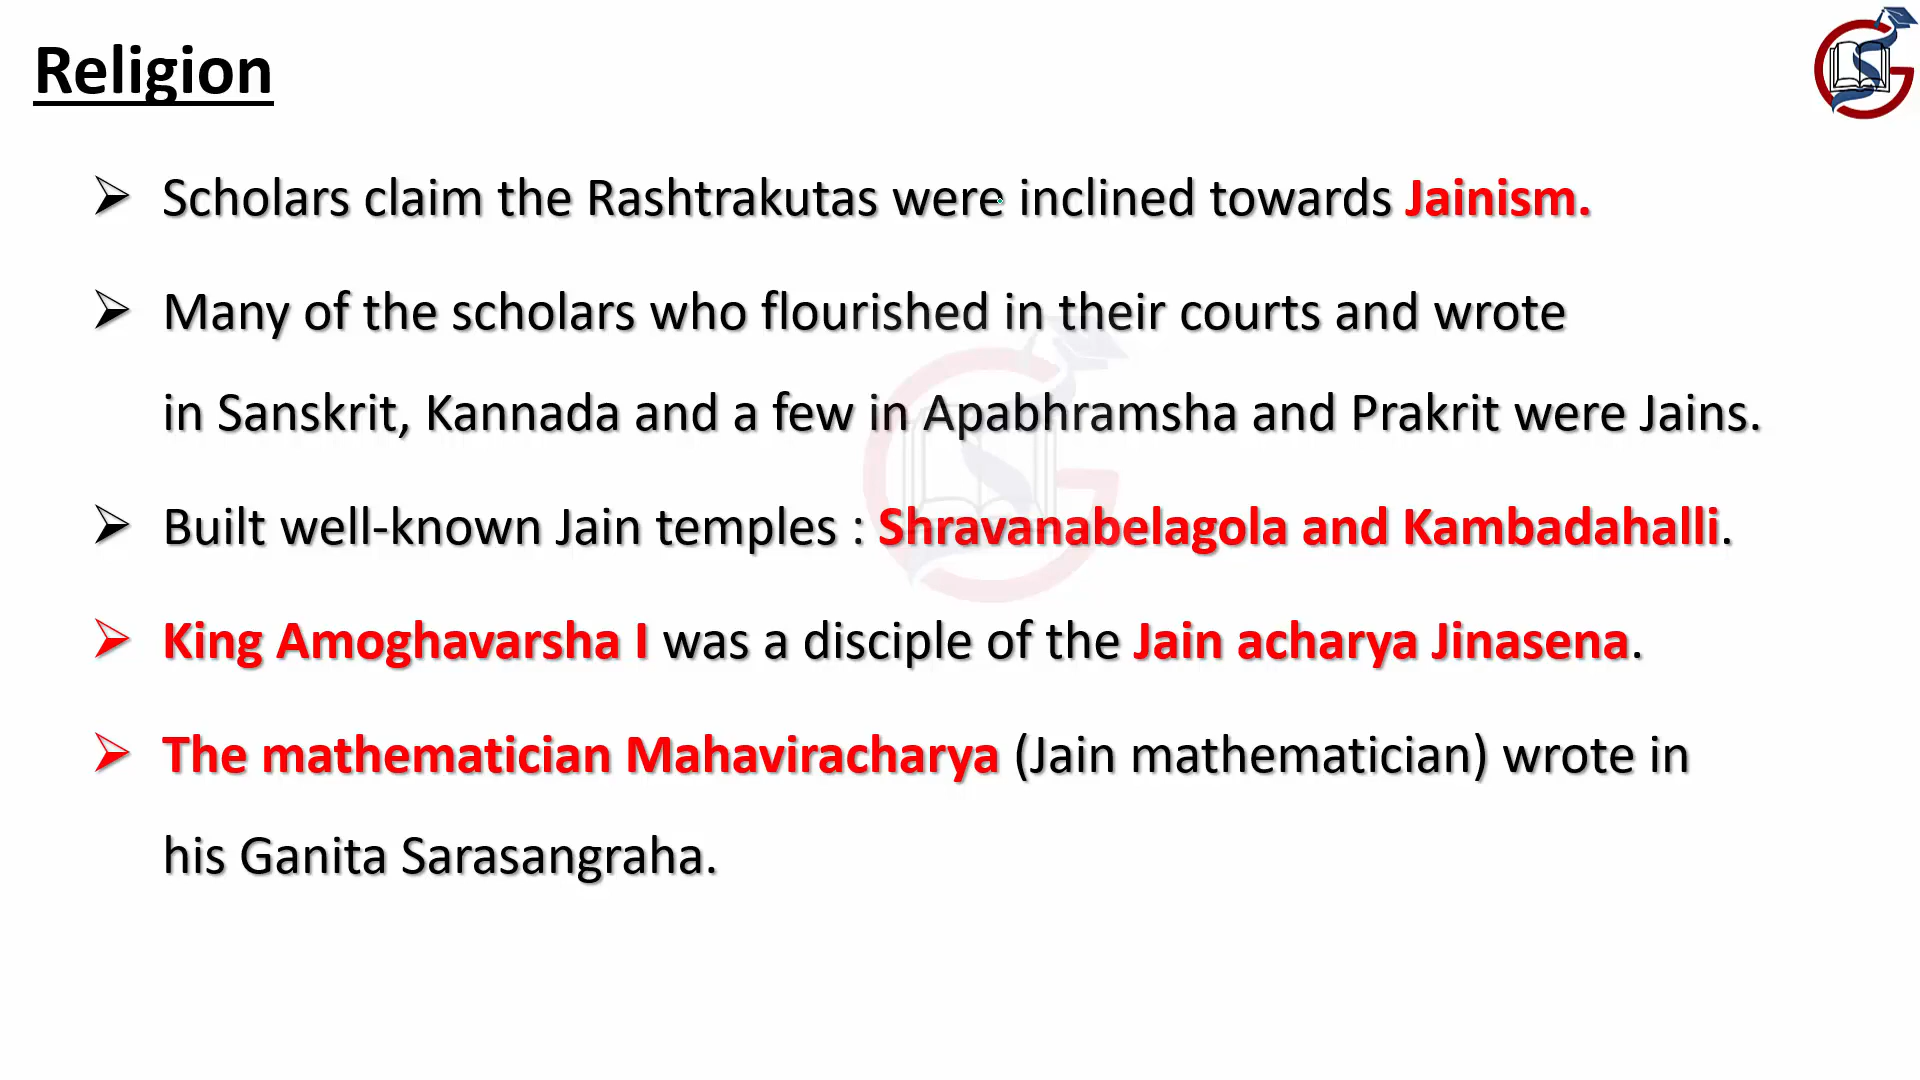 Religion
➢ Scholars claim the Rashtrakutas were inclined towards Jainism.
➢ Many of the scholars who flourished in their courts and wrote
in Sanskrit, Kannada and a few in Apabhramsha and Prakrit were Jains.
➢ Built well-known Jain temples : Shravanabelagola and Kambadahalli.
➢ King Amoghavarsha I was a disciple of the Jain acharya Jinasena.
➢ The mathematician Mahaviracharya (Jain mathematician) wrote in
his Ganita Sarasangraha.